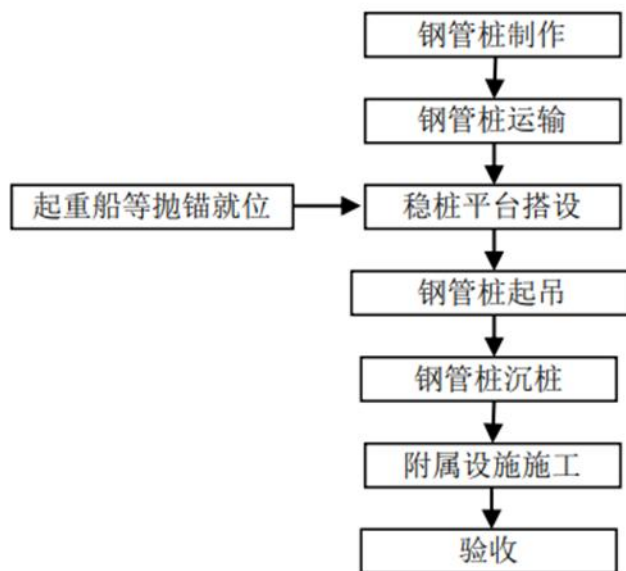 钢管桩制作
钢管桩运输
起重船等抛锚就位
稳桩平台搭设
钢管桩起吊
钢管桩沉桩
附属设施施工
验收